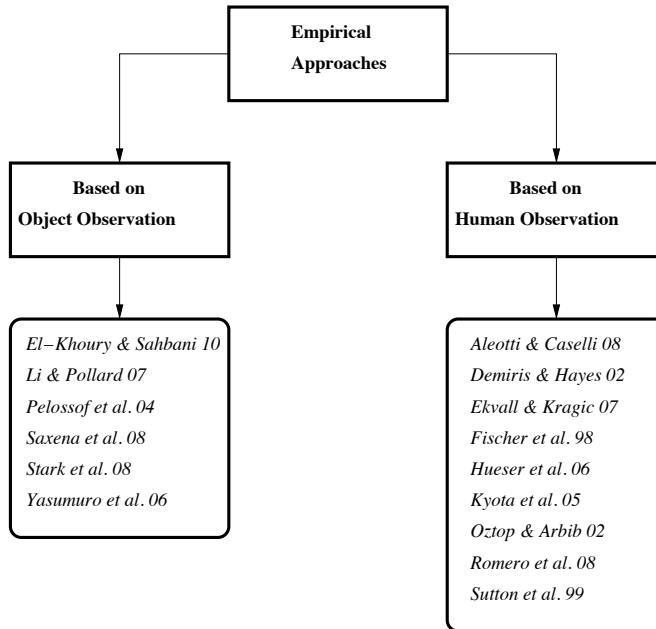 Empirical
Approaches
Based on
Object Observation
Based on
Human Observation
El−Khoury & Sahbani 10
Li & Pollard 07
Pelossof et al. 04
Saxena et al. 08
Stark et al. 08
Yasumuro et al. 06
Aleotti & Caselli 08
Demiris & Hayes 02
Ekvall & Kragic 07
Fischer et al. 98
Hueser et al. 06
Kyota et al. 05
Oztop & Arbib 02
Romero et al. 08
Sutton et al. 99